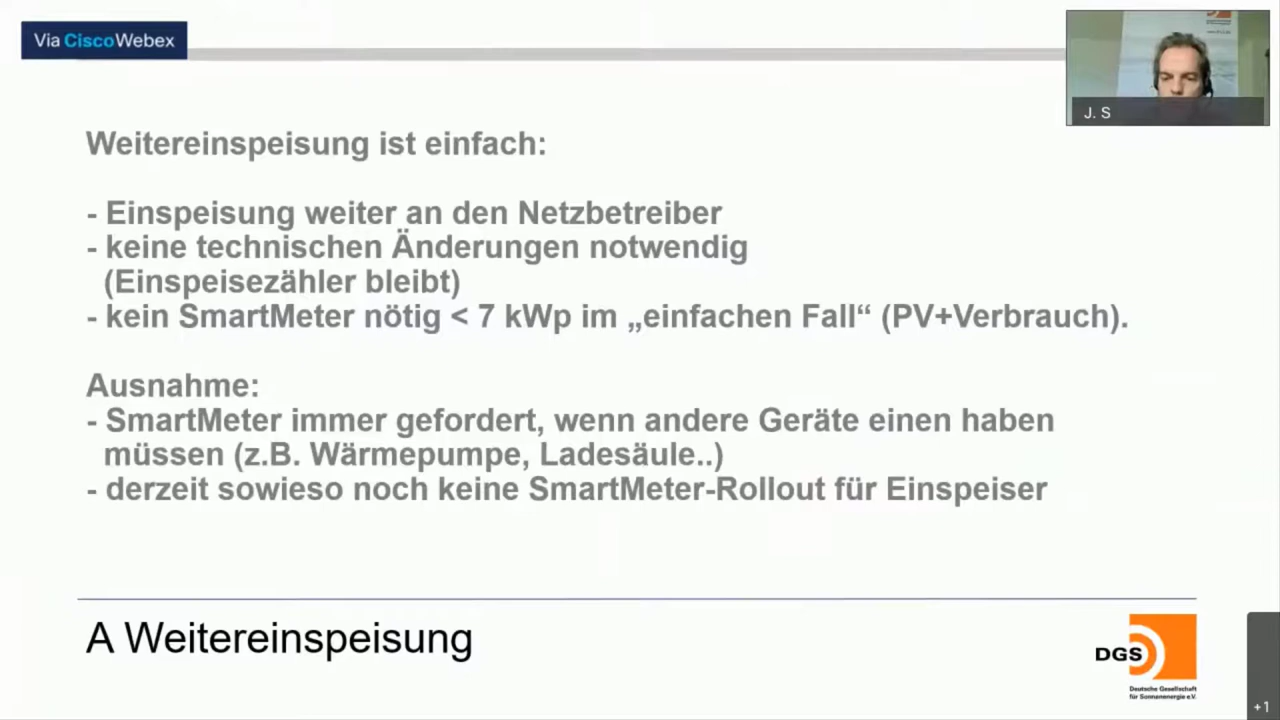 Via CiscoWebex
J. S
Weitereinspeisung ist einfach:
- Einspeisung weiter an den Netzbetreiber
- keine technischen Änderungen notwendig
(Einspeisezähler bleibt)
- kein SmartMeter nötig < 7 kWp im „einfachen Fall“ (PV+Verbrauch).
Ausnahme:
- SmartMeter immer gefordert, wenn andere Geräte einen haben
müssen (z.B. Wärmepumpe, Ladesäule..)
- derzeit sowieso noch keine SmartMeter-Rollout für Einspeiser
A Weitereinspeisung
DGS
Deutsche Gesellschaft
für Sonnenenergie e.V.
+1